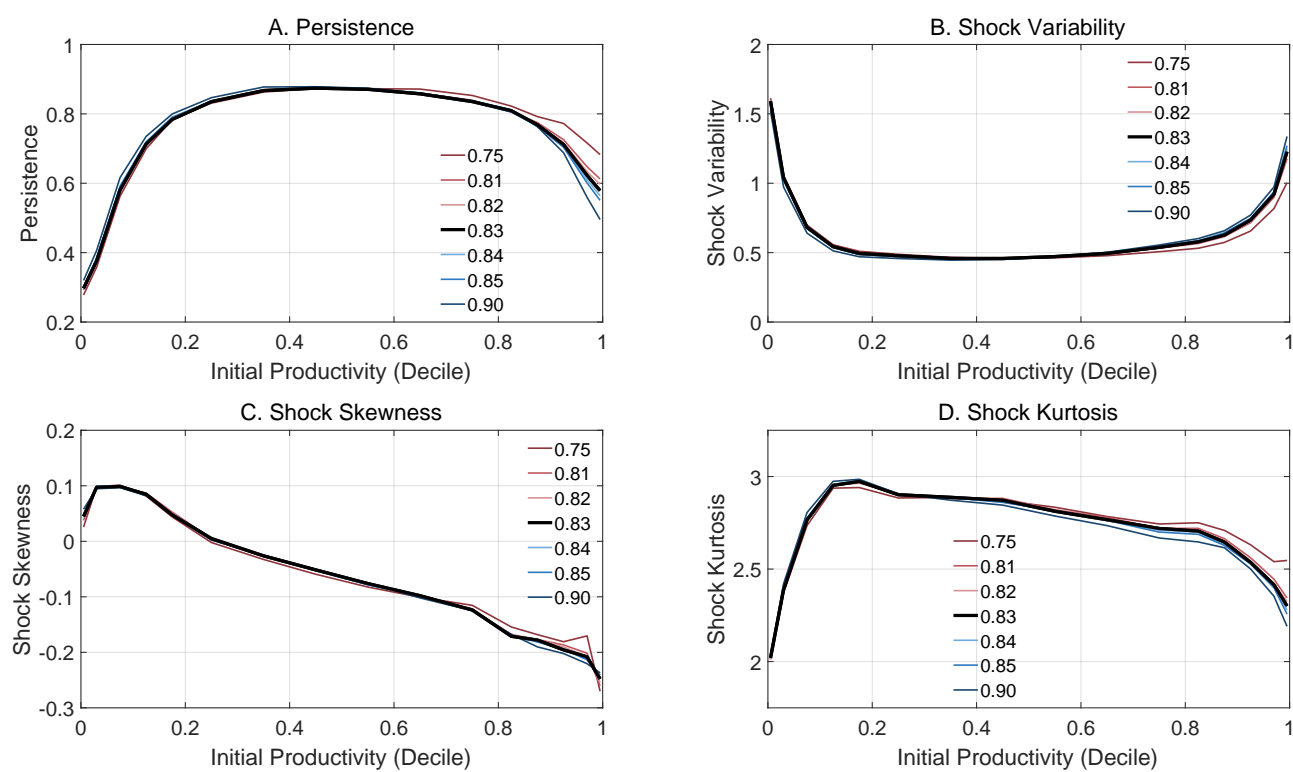 A. Persistence
1
0.8
0.6
0.4
0.2
Persistence
0.75
0.81
0.82
0.83
0.84
0.85
0.90
0 0.2 0.4 0.6 0.8 1
Initial Productivity (Decile)
B. Shock Variability
2
1.5
1
0.5
0
Shock Variability
0.75
0.81
0.82
0.83
0.84
0.85
0.90
0 0.2 0.4 0.6 0.8 1
Initial Productivity (Decile)
C. Shock Skewness
0.2
0.1
0
-0.1
-0.2
-0.3
Shock Skewness
0.75
0.81
0.82
0.83
0.84
0.85
0.90
0 0.2 0.4 0.6 0.8 1
Initial Productivity (Decile)
D. Shock Kurtosis
3
2.5
2
Shock Kurtosis
0.75
0.81
0.82
0.83
0.84
0.85
0.90
0 0.2 0.4 0.6 0.8 1
Initial Productivity (Decile)